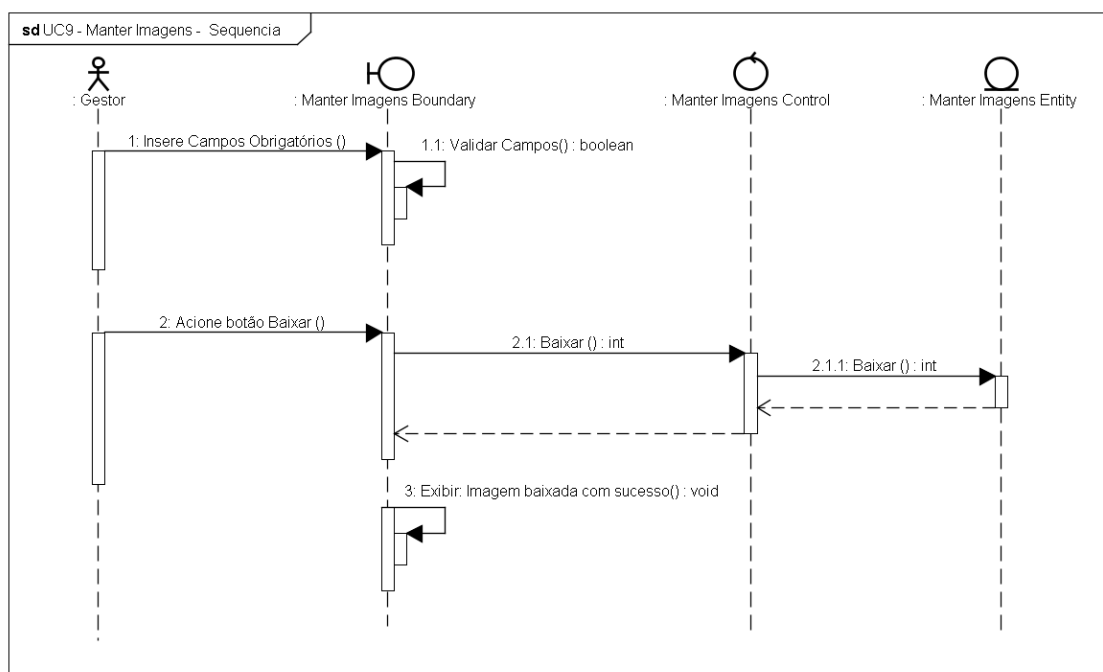 sd UC9 - Manter Imagens - Sequencia
: Gestor
: Manter Imagens Boundary
: Manter Imagens Control
: Manter Imagens Entity
1: Insere Campos Obrigatórios ()
1.1: Validar Campos() : boolean
2: Acione botão Baixar ()
2.1: Baixar () : int
2.1.1: Baixar () : int
3: Exibir: Imagem baixada com sucesso() : void